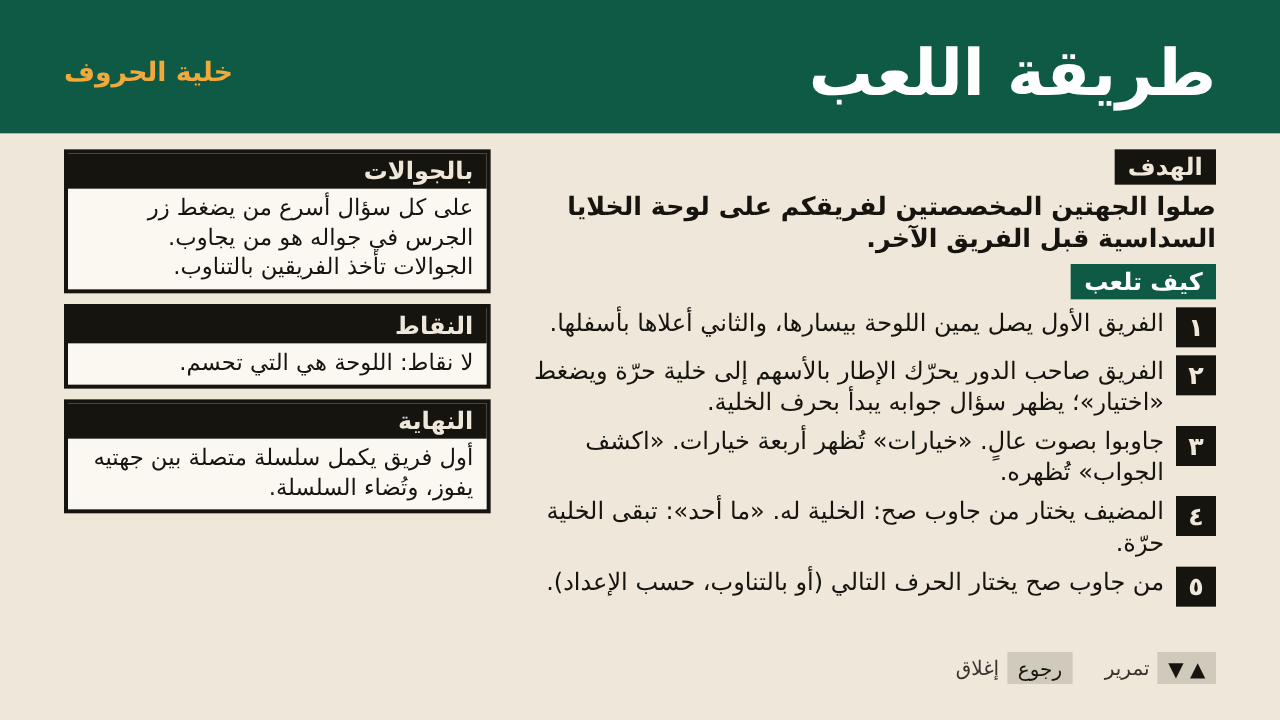 طريقة اللعب
خلية الحروف
الهدف
صلوا الجهتين المخصصتين لفريقكم على لوحة الخلايا
السداسية قبل الفريق الآخر.
كيف تلعب
١ الفريق الأول يصل يمين اللوحة بيسارها، والثاني أعلاها بأسفلها.
٢ الفريق صاحب الدور يحرّك الإطار بالأسهم إلى خلية حرّة ويضغط
«اختيار»؛ يظهر سؤال جوابه يبدأ بحرف الخلية.
٣ جاوبوا بصوت عالٍ. «خيارات» تُظهر أربعة خيارات. «اكشف
الجواب» تُظهره.
٤ المضيف يختار من جاوب صح: الخلية له. «ما أحد»: تبقى الخلية
حرّة.
٥ من جاوب صح يختار الحرف التالي (أو بالتناوب، حسب الإعداد).
بالجوالات
على كل سؤال أسرع من يضغط زر
الجرس في جواله هو من يجاوب.
الجوالات تأخذ الفريقين بالتناوب.
النقاط
لا نقاط: اللوحة هي التي تحسم.
النهاية
أول فريق يكمل سلسلة متصلة بين جهتيه
يفوز، وتُضاء السلسلة.
▲▼ تمرير رجوع إغلاق